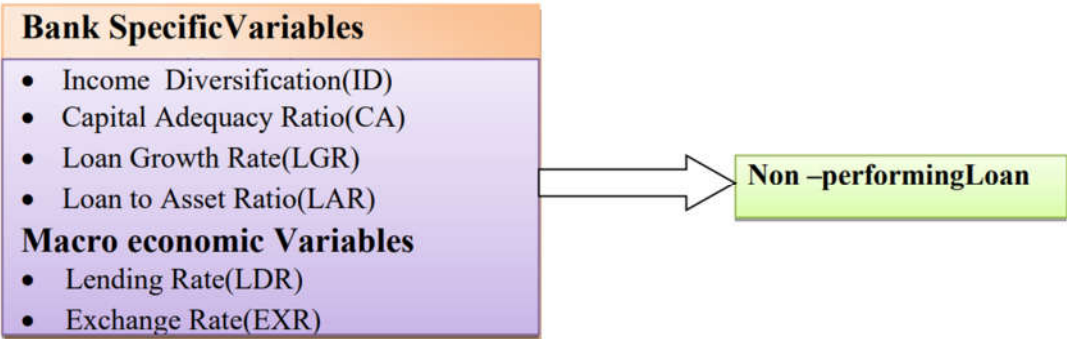 Bank SpecificVariables
• Income Diversification(ID)
• Capital Adequacy Ratio(CA)
• Loan Growth Rate(LGR)
• Loan to Asset Ratio(LAR)
Macro economic Variables
• Lending Rate(LDR)
• Exchange Rate(EXR)
Non –performingLoan